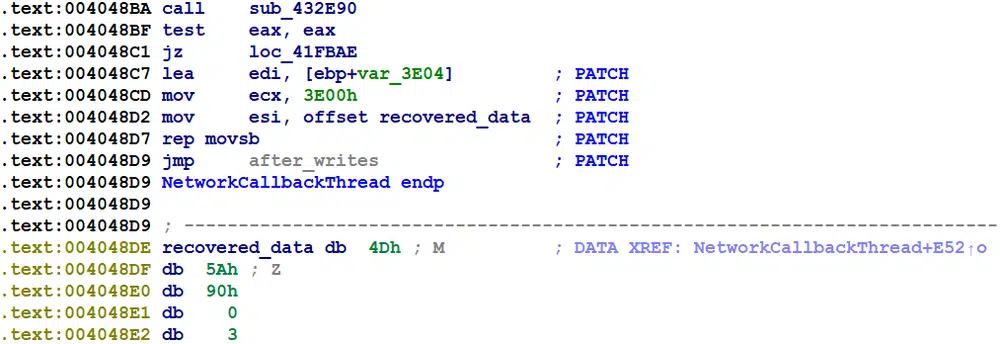 .text:004048BA call sub_432E90
.text:004048BF test eax, eax
.text:004048C1 jz loc_41FBAE
.text:004048C7 lea edi, [ebp+var_3E04] ; PATCH
.text:004048CD mov ecx, 3E00h ; PATCH
.text:004048D2 mov esi, offset recovered_data ; PATCH
.text:004048D7 rep movsb ; PATCH
.text:004048D9 jmp after_writes ; PATCH
.text:004048D9 NetworkCallbackThread endp
.text:004048D9
.text:004048D9 ; ---------------------------------------------------------------------------
.text:004048DE recovered_data db 4Dh ; M ; DATA XREF: NetworkCallbackThread+E52↑o
.text:004048DF db 5Ah ; Z
.text:004048E0 db 90h
.text:004048E1 db 0
.text:004048E2 db 3